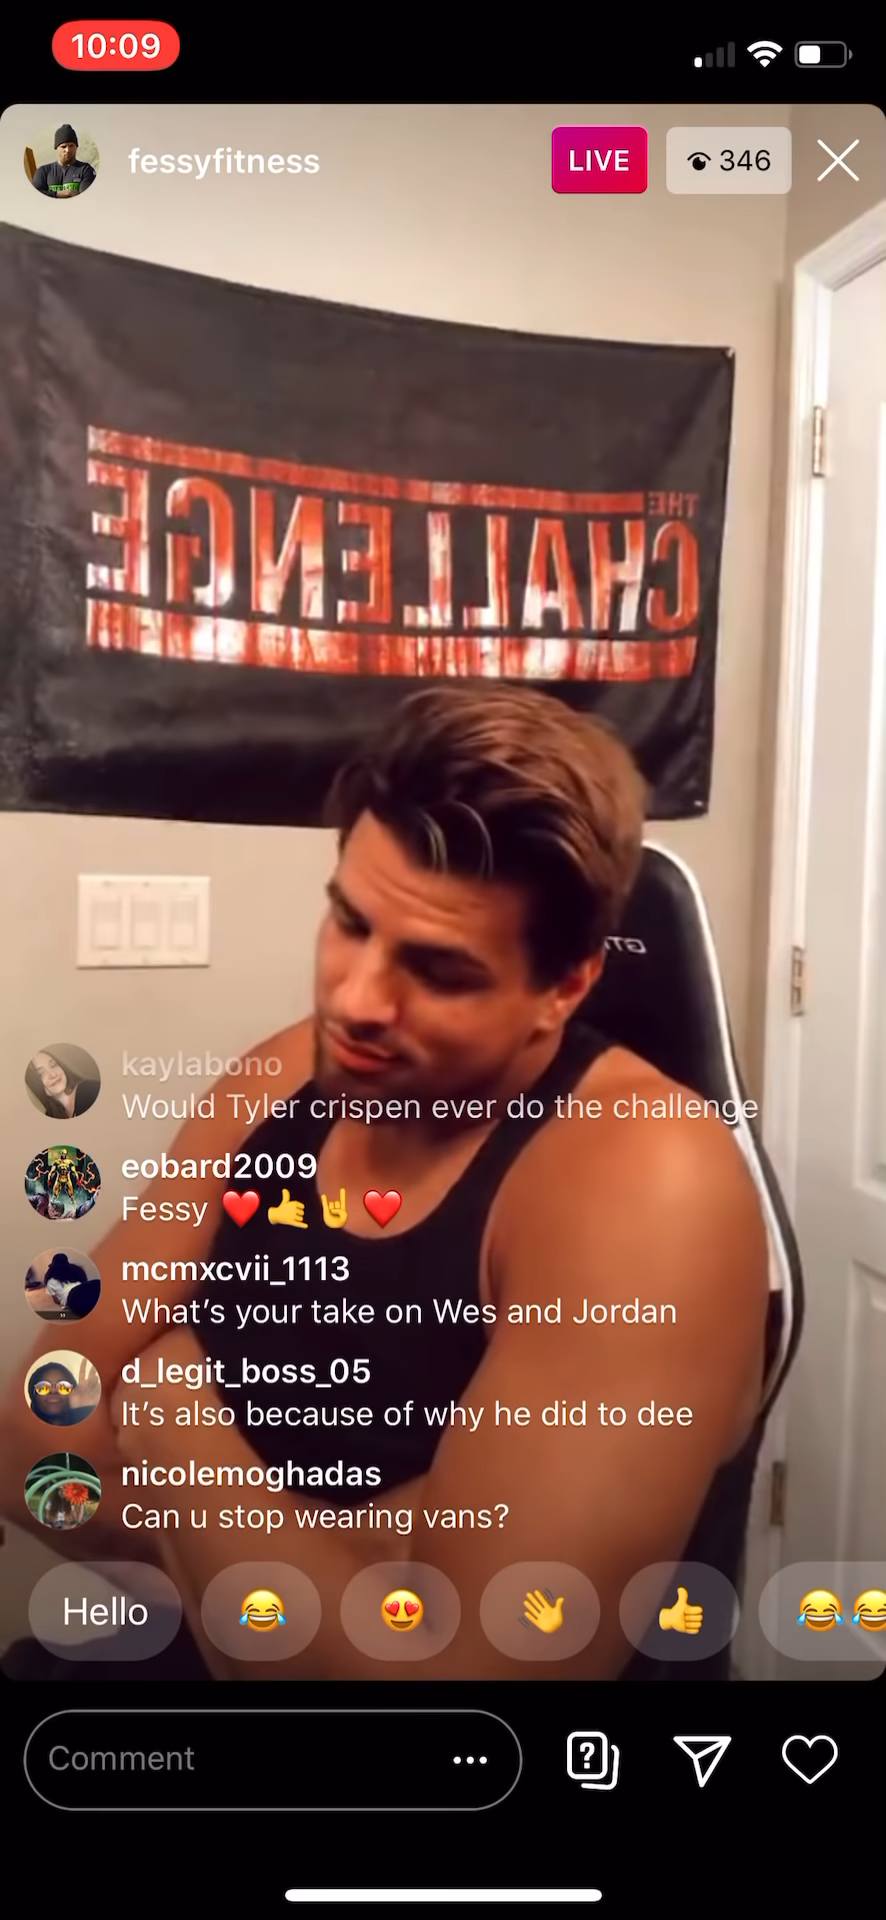 10:09
fessyfitness
LIVE
346
THE
CHALLENGE
kaylabono
Would Tyler crispen ever do the challenge
eobard2009
Fessy ❤️🤙🤘❤️
mcmxcvii_1113
What's your take on Wes and Jordan
d_legit_boss_05
It's also because of why he did to dee
nicolemoghadas
Can u stop wearing vans?
Hello 😂 😍 👋 👍 😂😂
Comment